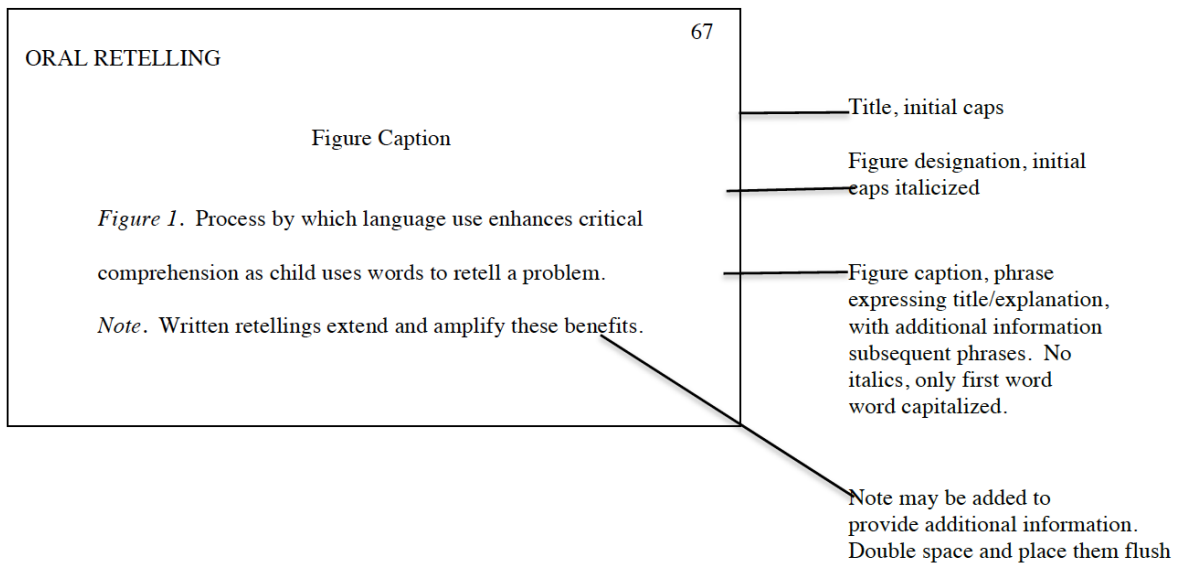 67
ORAL RETELLING
Figure Caption
Figure 1. Process by which language use enhances critical
comprehension as child uses words to retell a problem.
Note. Written retellings extend and amplify these benefits.
Title, initial caps
Figure designation, initial
caps italicized
Figure caption, phrase
expressing title/explanation,
with additional information
subsequent phrases. No
italics, only first word
word capitalized.
Note may be added to
provide additional information.
Double space and place them flush